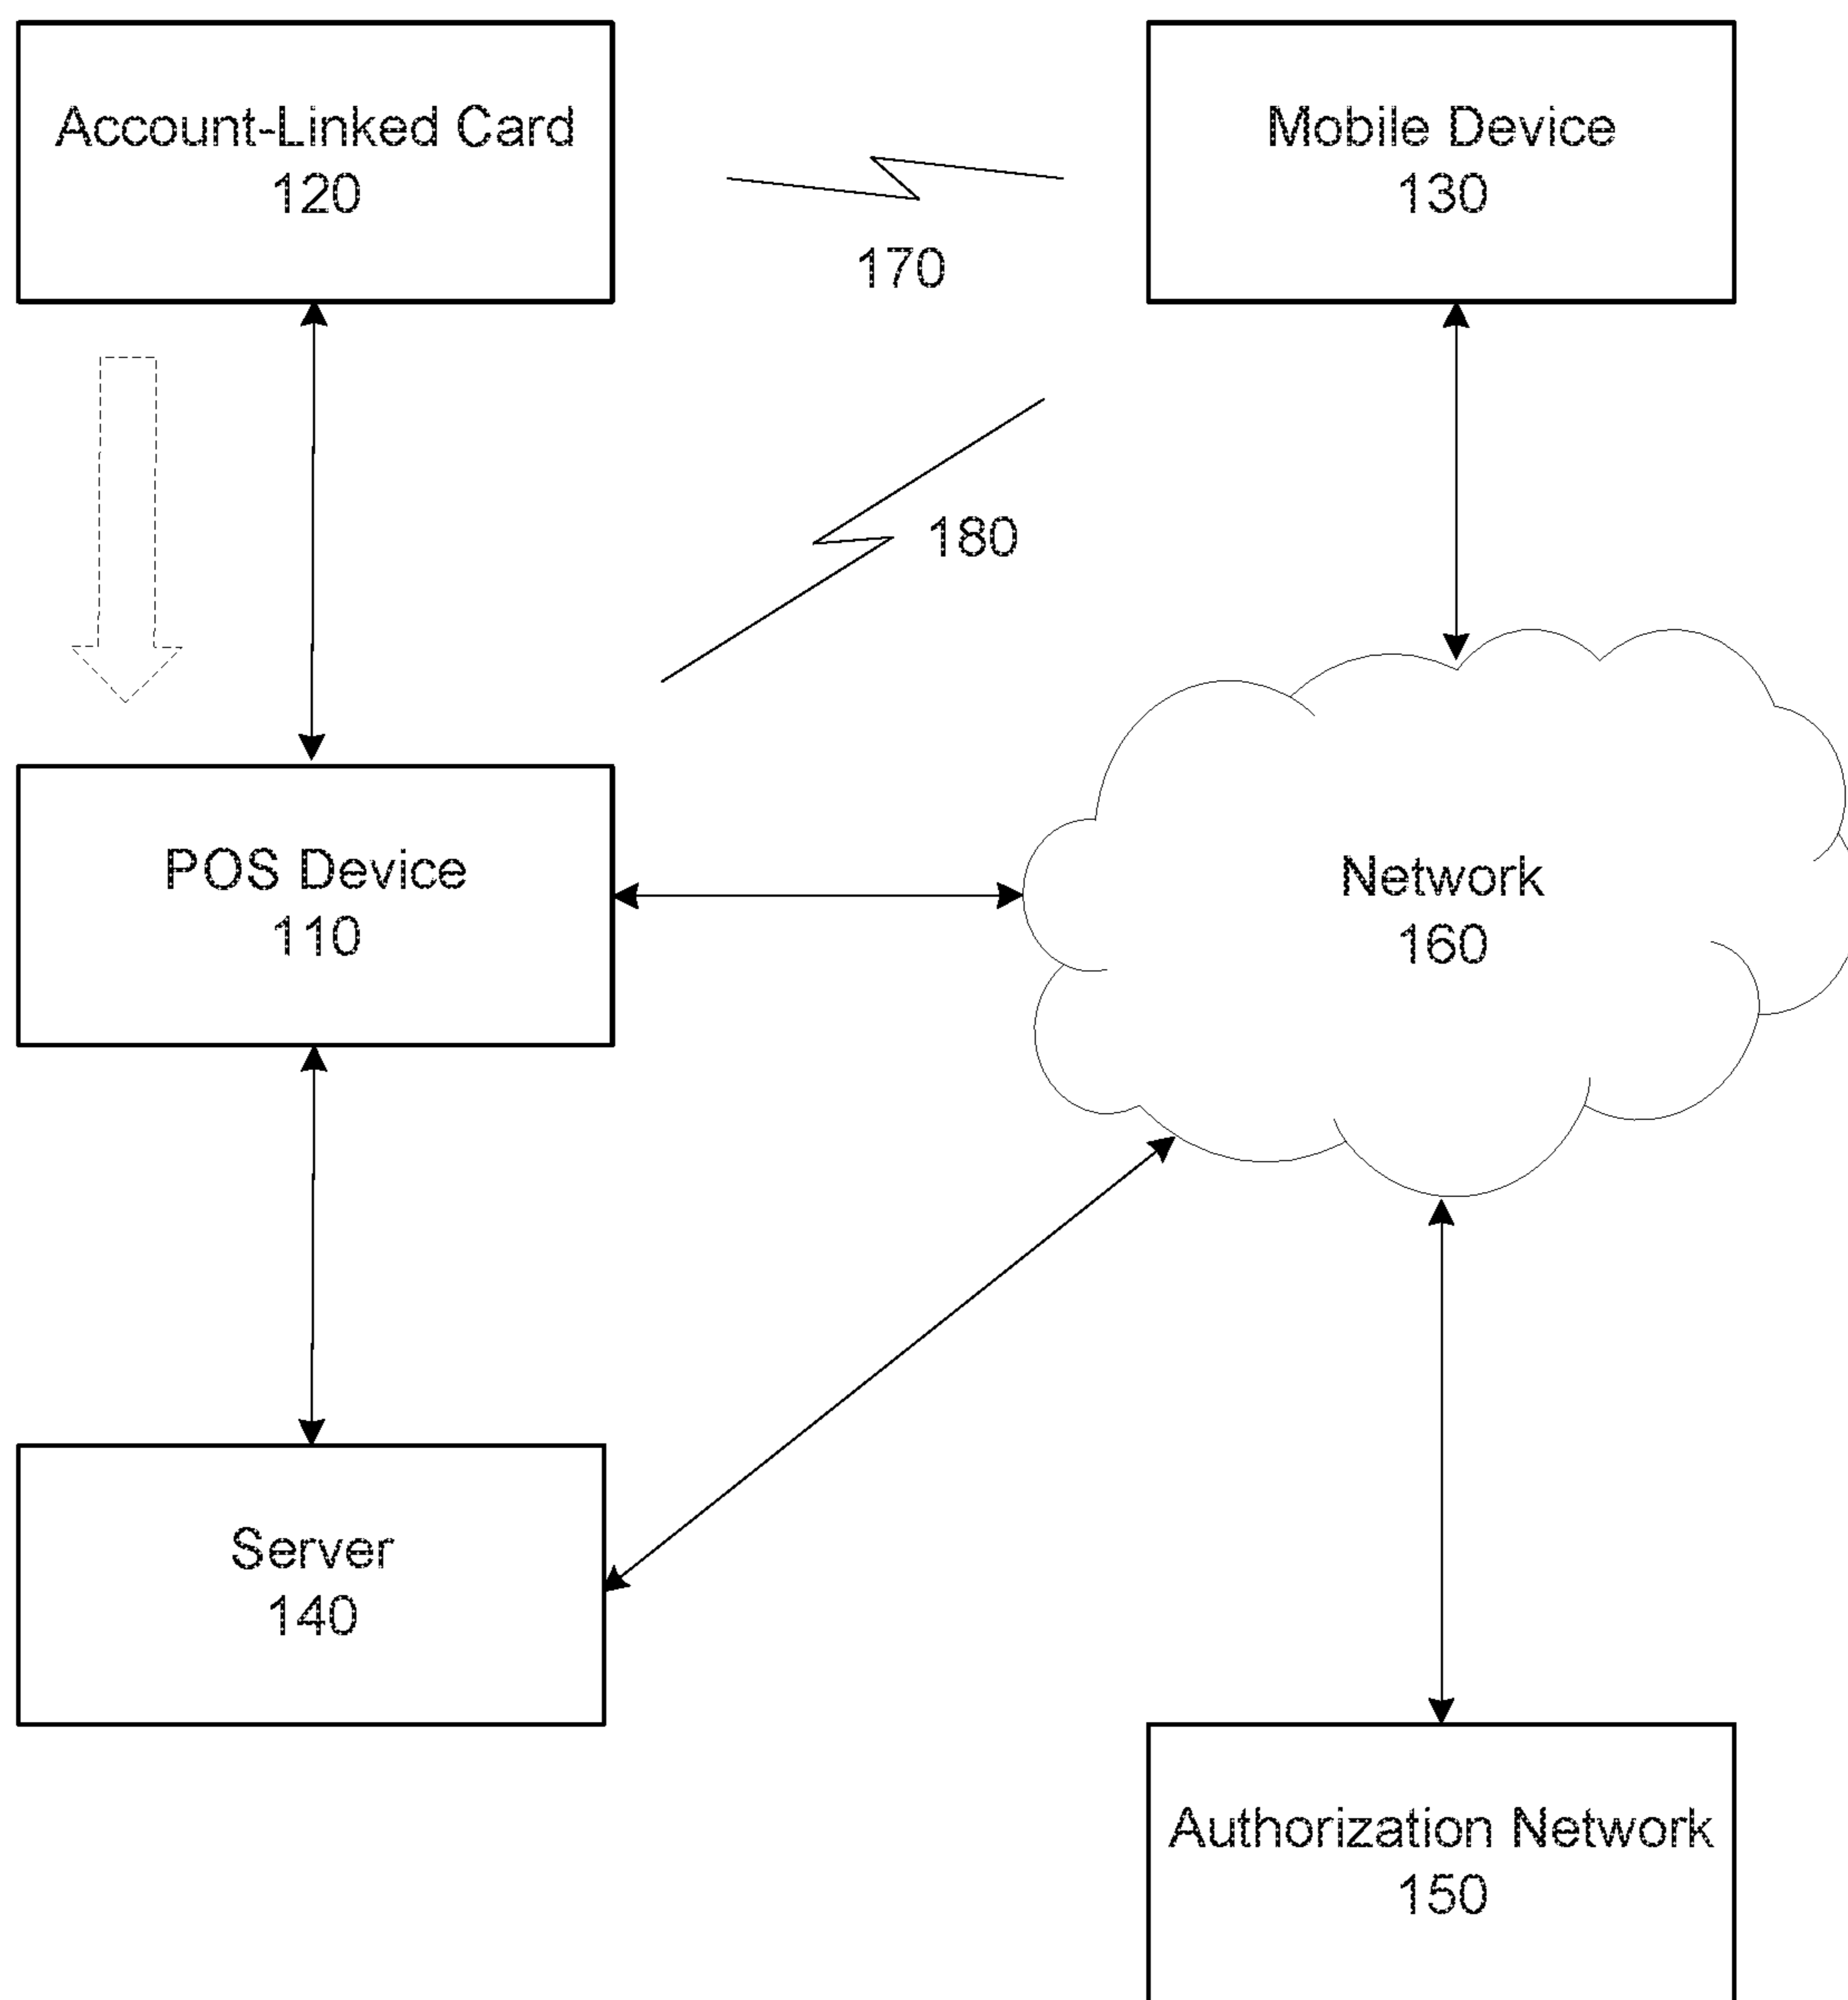 Account-Linked Card
120
Mobile Device
130
170
180
POS Device
110
Network
160
Server
140
Authorization Network
150